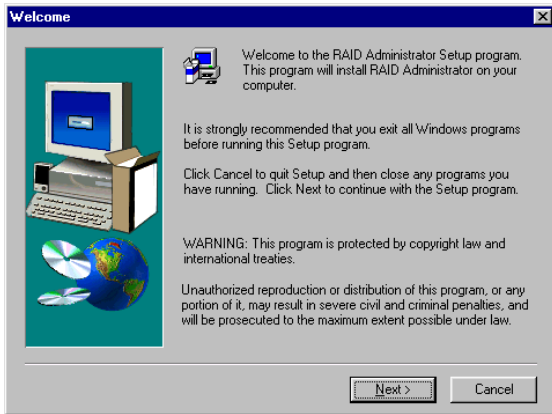 Welcome
Welcome to the RAID Administrator Setup program.
This program will install RAID Administrator on your
computer.
It is strongly recommended that you exit all Windows programs
before running this Setup program.
Click Cancel to quit Setup and then close any programs you
have running. Click Next to continue with the Setup program.
WARNING: This program is protected by copyright law and
international treaties.
Unauthorized reproduction or distribution of this program, or any
portion of it, may result in severe civil and criminal penalties, and
will be prosecuted to the maximum extent possible under law.
Next >
Cancel